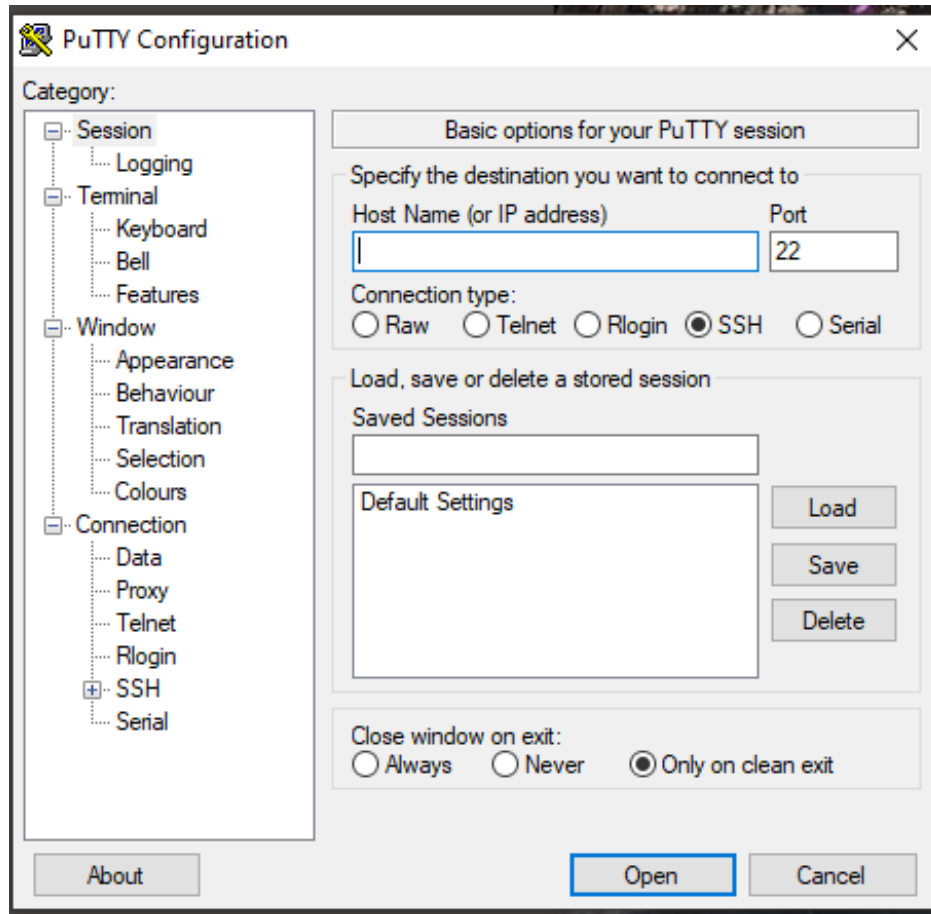 PuTTY Configuration
Category:
Session
Logging
Terminal
Keyboard
Bell
Features
Window
Appearance
Behaviour
Translation
Selection
Colours
Connection
Data
Proxy
Telnet
Rlogin
SSH
Serial
Basic options for your PuTTY session
Specify the destination you want to connect to
Host Name (or IP address) Port
22
Connection type:
Raw Telnet Rlogin SSH Serial
Load, save or delete a stored session
Saved Sessions
Default Settings
Load
Save
Delete
Close window on exit:
Always Never Only on clean exit
About Open Cancel